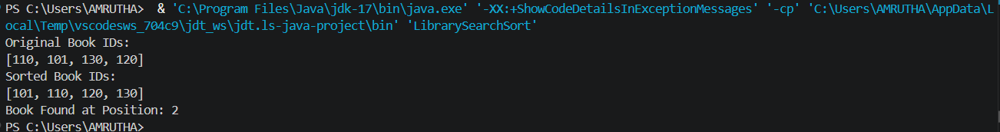 PS C:\Users\AMRUTHA>  & 'C:\Program Files\Java\jdk-17\bin\java.exe' '-XX:+ShowCodeDetailsInExceptionMessages' '-cp' 'C:\Users\AMRUTHA\AppData\L
ocal\Temp\vscodesws_704c9\jdt_ws\jdt.ls-java-project\bin' 'LibrarySearchSort'
Original Book IDs:
[110, 101, 130, 120]
Sorted Book IDs:
[101, 110, 120, 130]
Book Found at Position: 2
PS C:\Users\AMRUTHA>